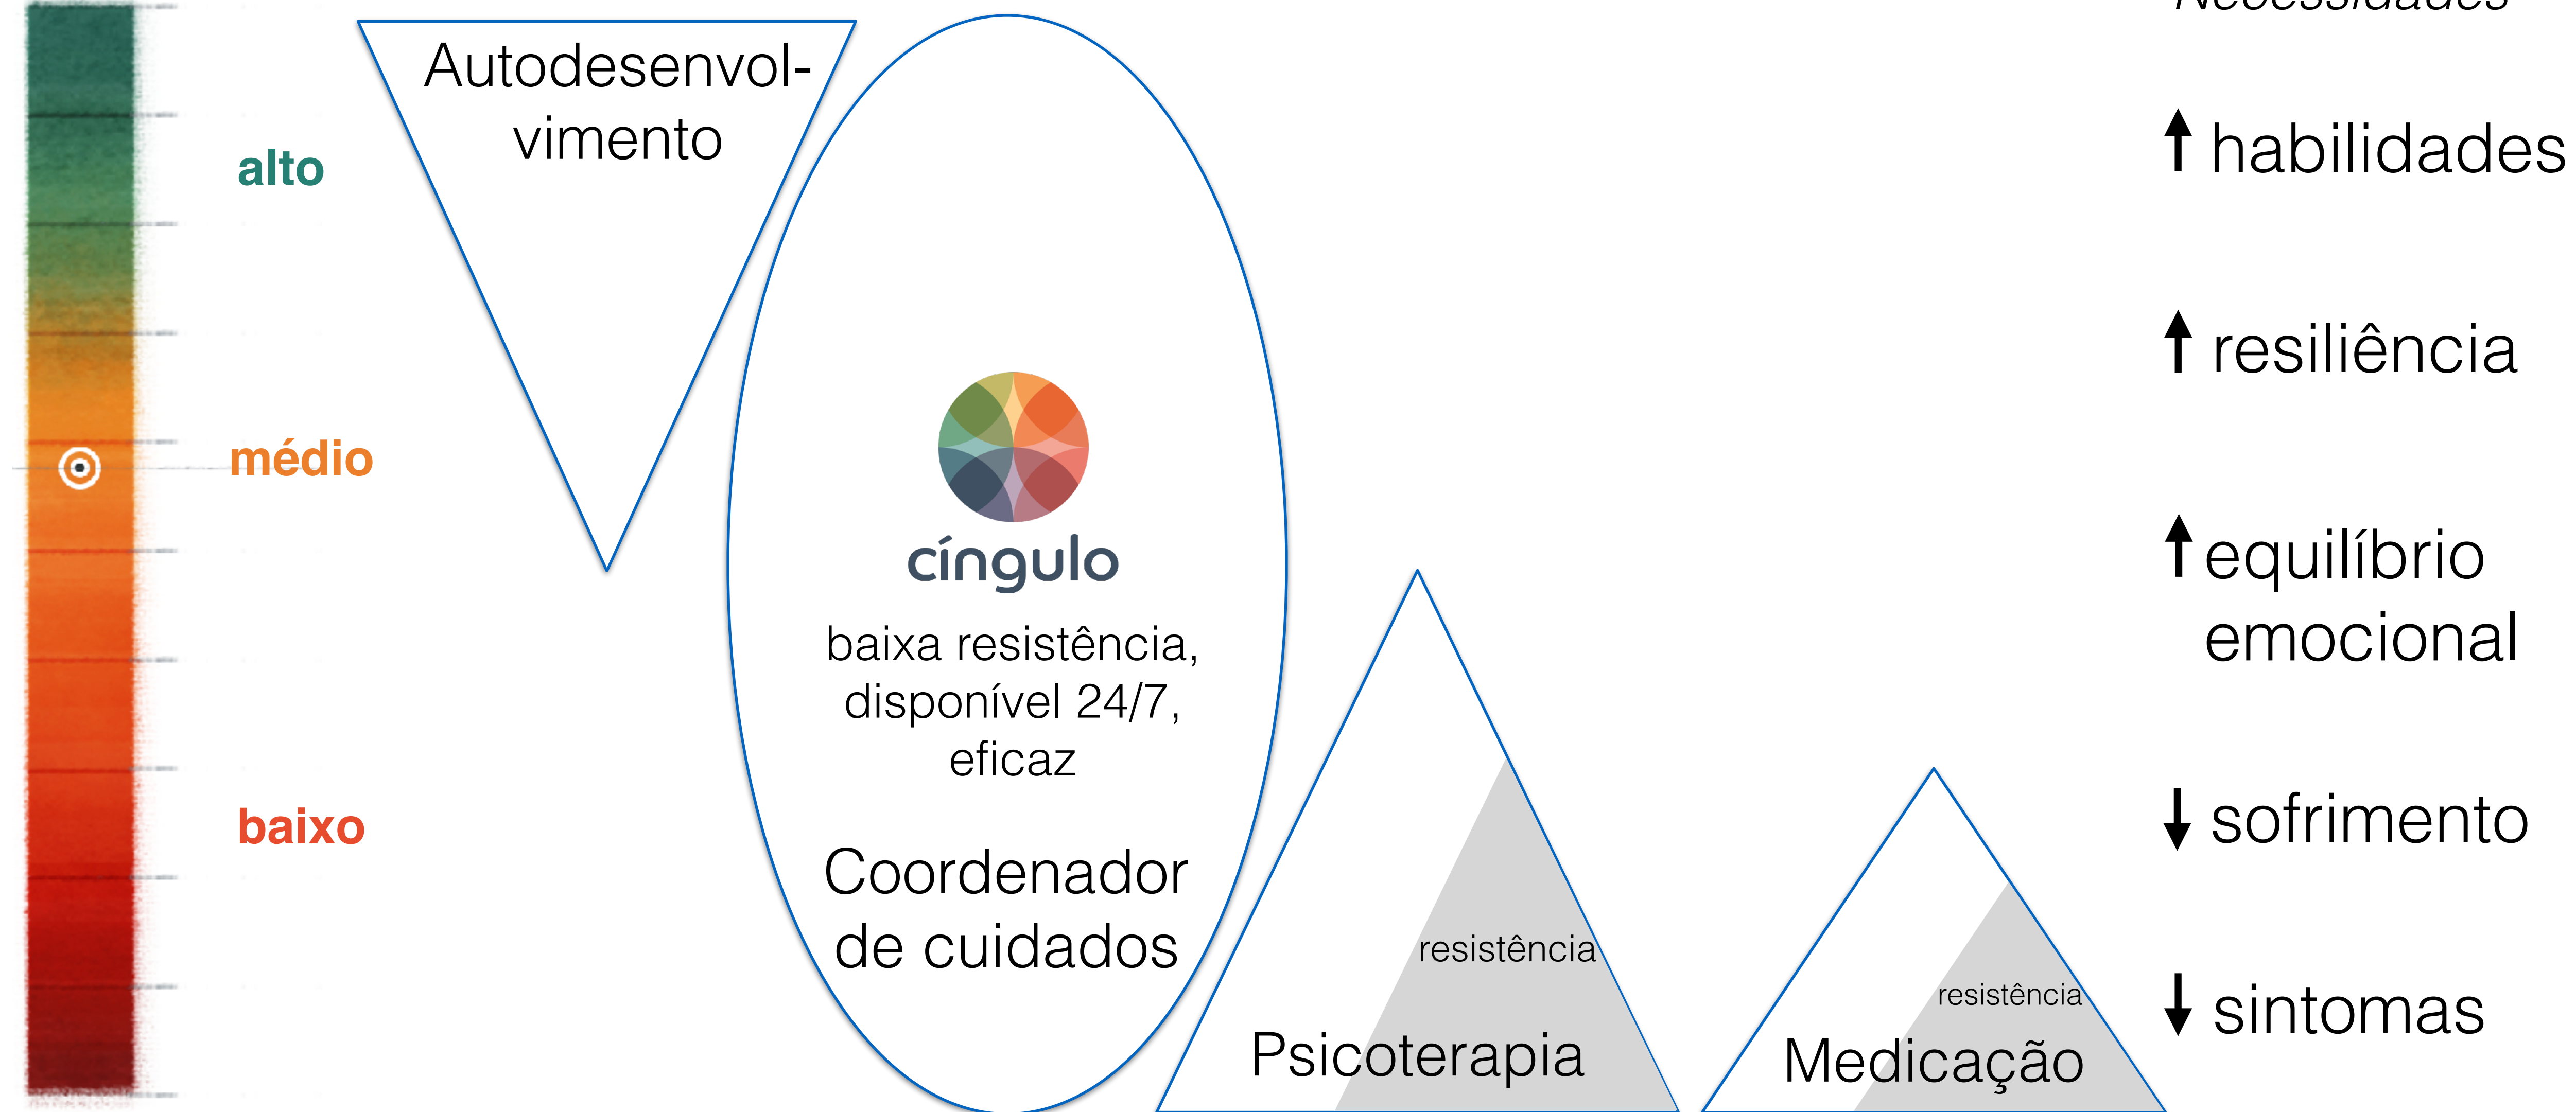 Necessidades
Autodesenvol-
vimento
alto
médio
baixo
cíngulo
baixa resistência,
disponível 24/7,
eficaz
Coordenador
de cuidados
resistência
Psicoterapia
resistência
Medicação
↑ habilidades
↑ resiliência
↑ equilíbrio
emocional
↓ sofrimento
↓ sintomas